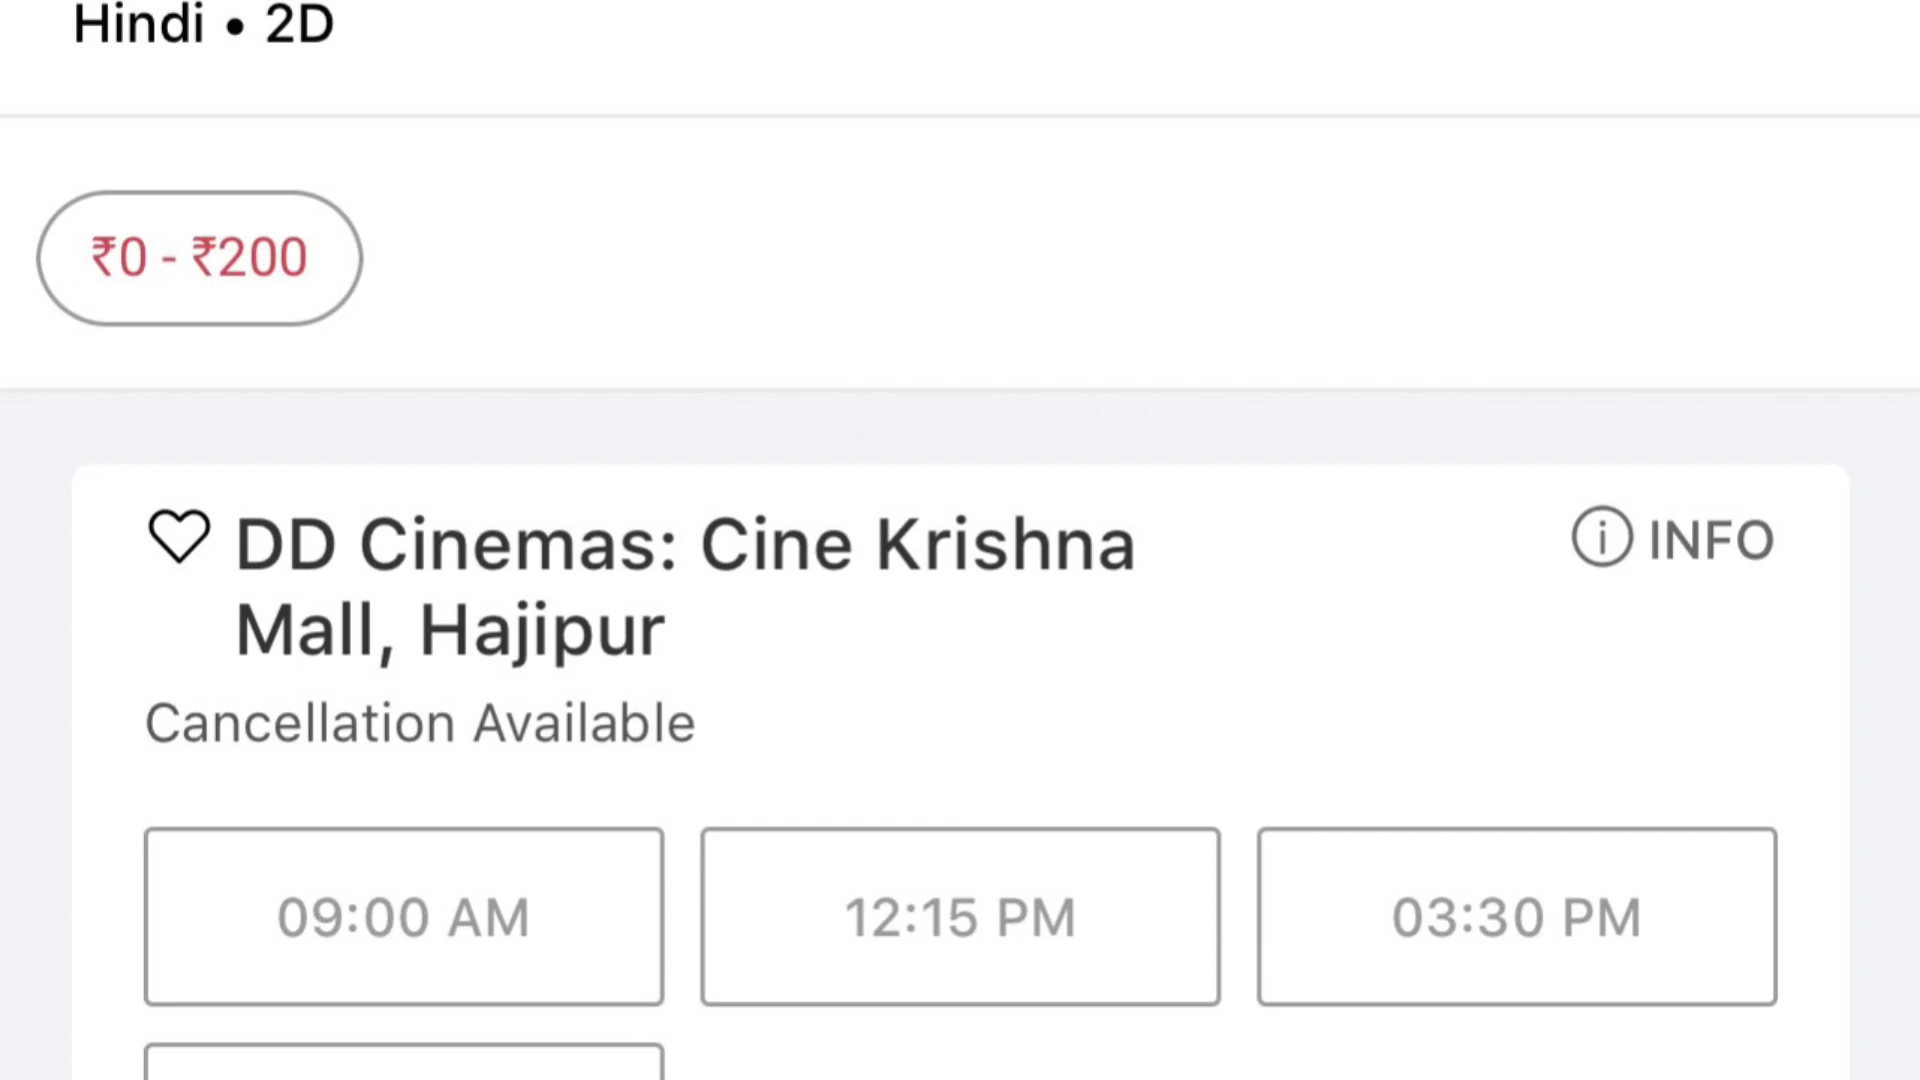 Hindi • 2D
₹0 - ₹200
DD Cinemas: Cine Krishna
Mall, Hajipur
INFO
Cancellation Available
09:00 AM
12:15 PM
03:30 PM